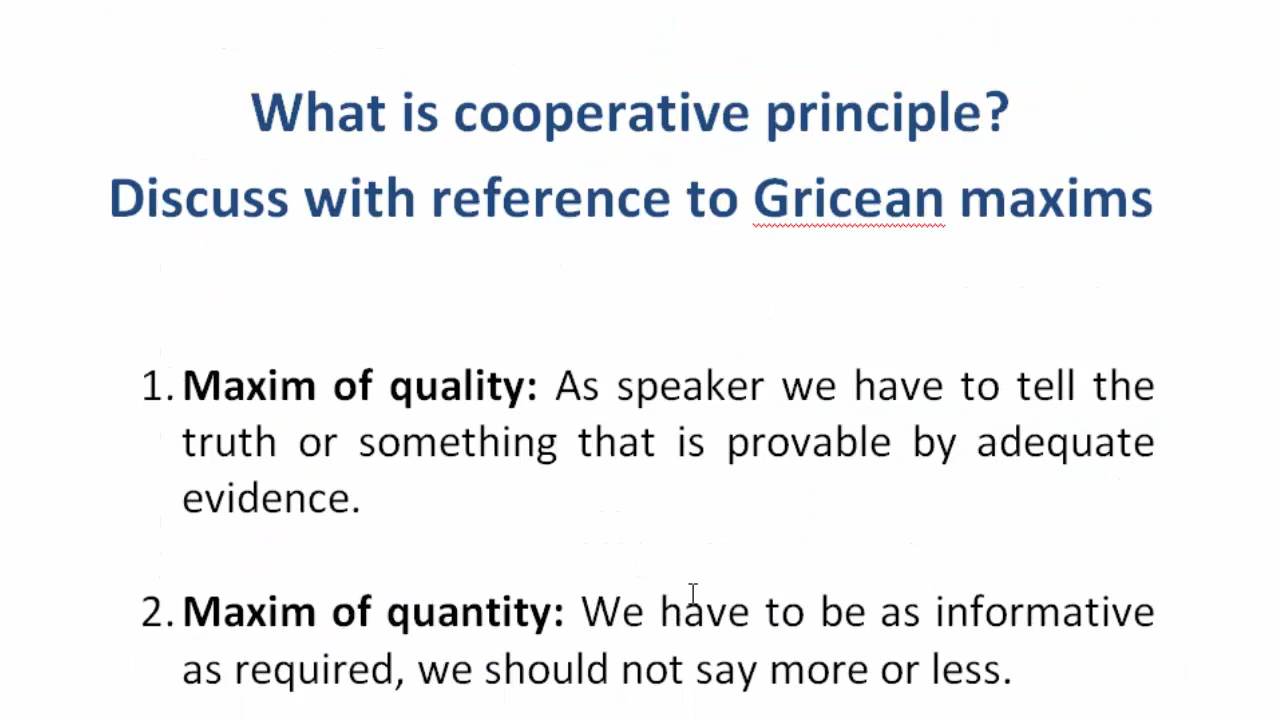 What is cooperative principle?
Discuss with reference to Gricean maxims
1. Maxim of quality: As speaker we have to tell the
truth or something that is provable by adequate
evidence.
2. Maxim of quantity: We have to be as informative
as required, we should not say more or less.